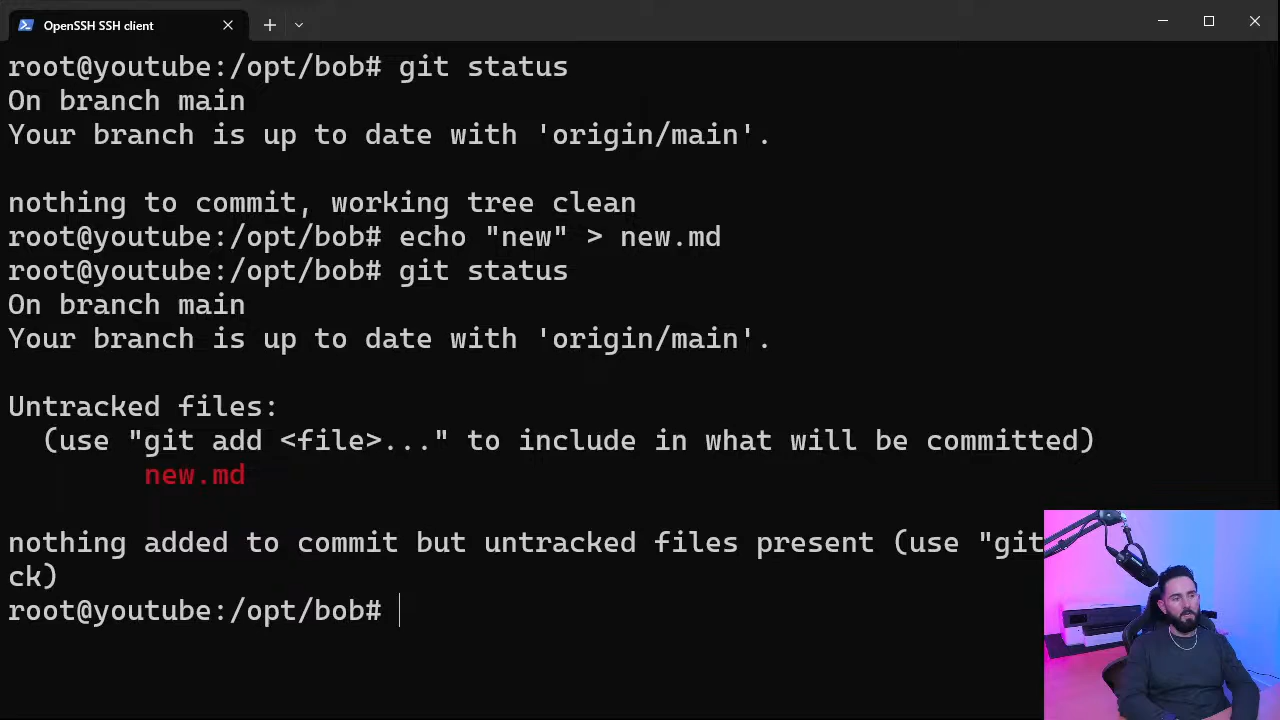 OpenSSH SSH client
root@youtube:/opt/bob# git status
On branch main
Your branch is up to date with 'origin/main'.
nothing to commit, working tree clean
root@youtube:/opt/bob# echo "new" > new.md
root@youtube:/opt/bob# git status
On branch main
Your branch is up to date with 'origin/main'.
Untracked files:
(use "git add <file>..." to include in what will be committed)
new.md
nothing added to commit but untracked files present (use "git
ck)
root@youtube:/opt/bob#